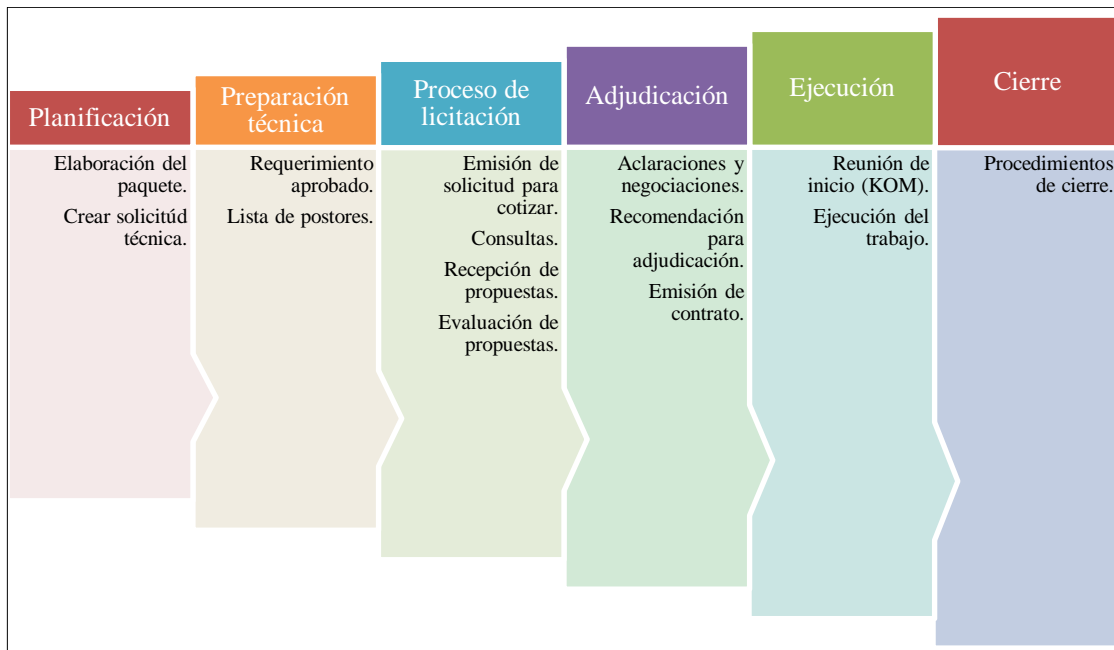 Planificación
Elaboración del
paquete.
Crear solicitúd
técnica.
Preparación
técnica
Requerimiento
aprobado.
Lista de postores.
Proceso de
licitación
Emisión de
solicitud para
cotizar.
Consultas.
Recepción de
propuestas.
Evaluación de
propuestas.
Adjudicación
Aclaraciones y
negociaciones.
Recomendación
para
adjudicación.
Emisión de
contrato.
Ejecución
Reunión de
inicio (KOM).
Ejecución del
trabajo.
Cierre
Procedimientos
de cierre.